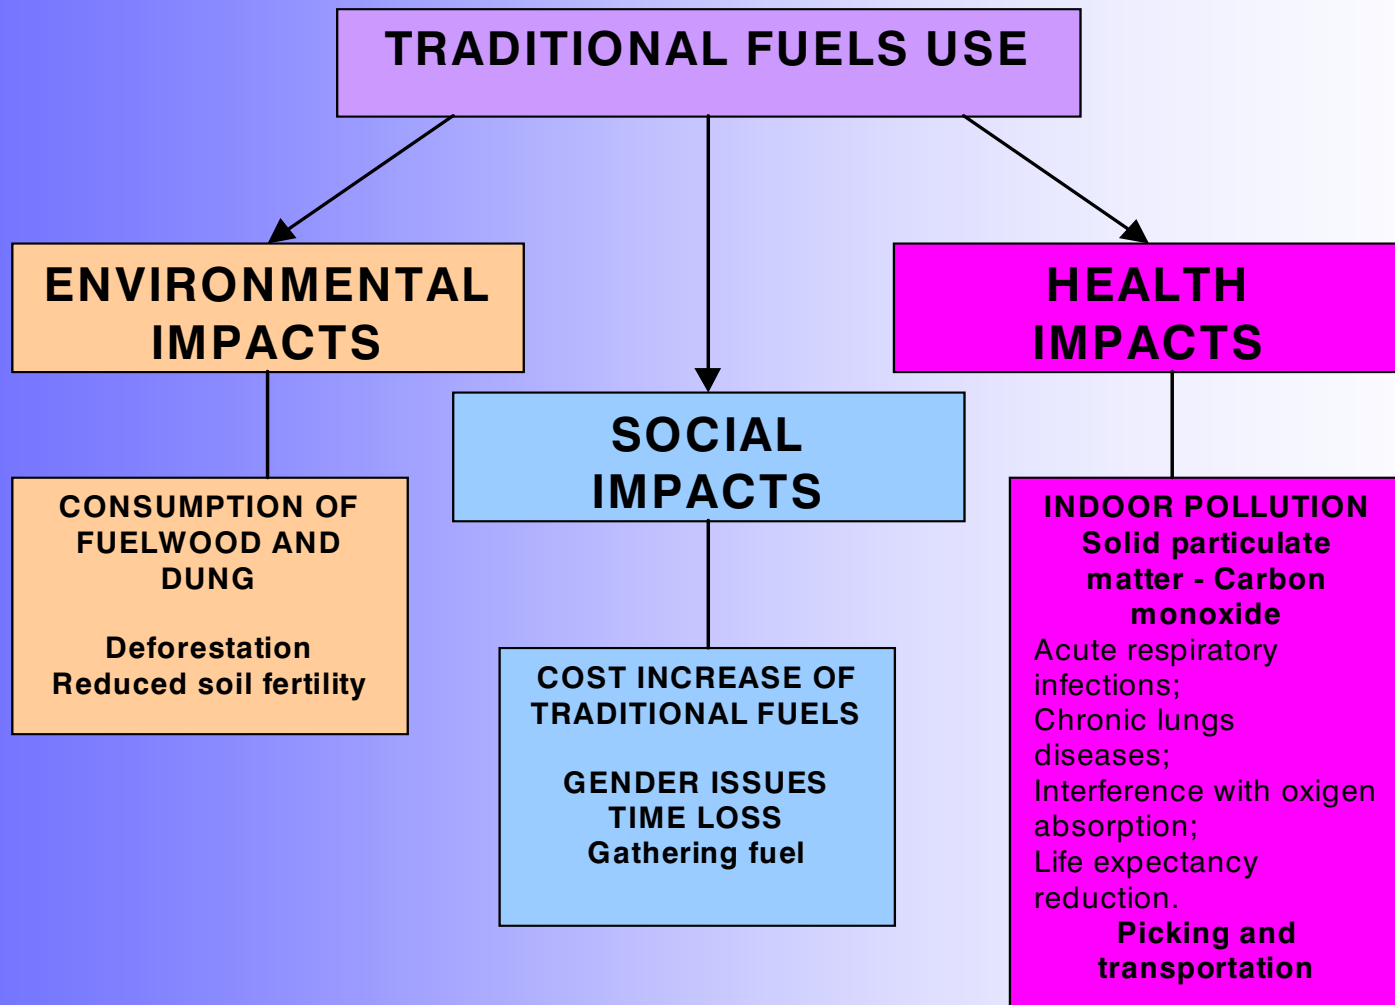 TRADITIONAL FUELS USE
ENVIRONMENTAL
IMPACTS
HEALTH
IMPACTS
SOCIAL
IMPACTS
CONSUMPTION OF
FUELWOOD AND
DUNG
Deforestation
Reduced soil fertility
COST INCREASE OF
TRADITIONAL FUELS
GENDER ISSUES
TIME LOSS
Gathering fuel
INDOOR POLLUTION
Solid particulate
matter - Carbon
monoxide
Acute respiratory
infections;
Chronic lungs
diseases;
Interference with oxigen
absorption;
Life expectancy
reduction.
Picking and
transportation